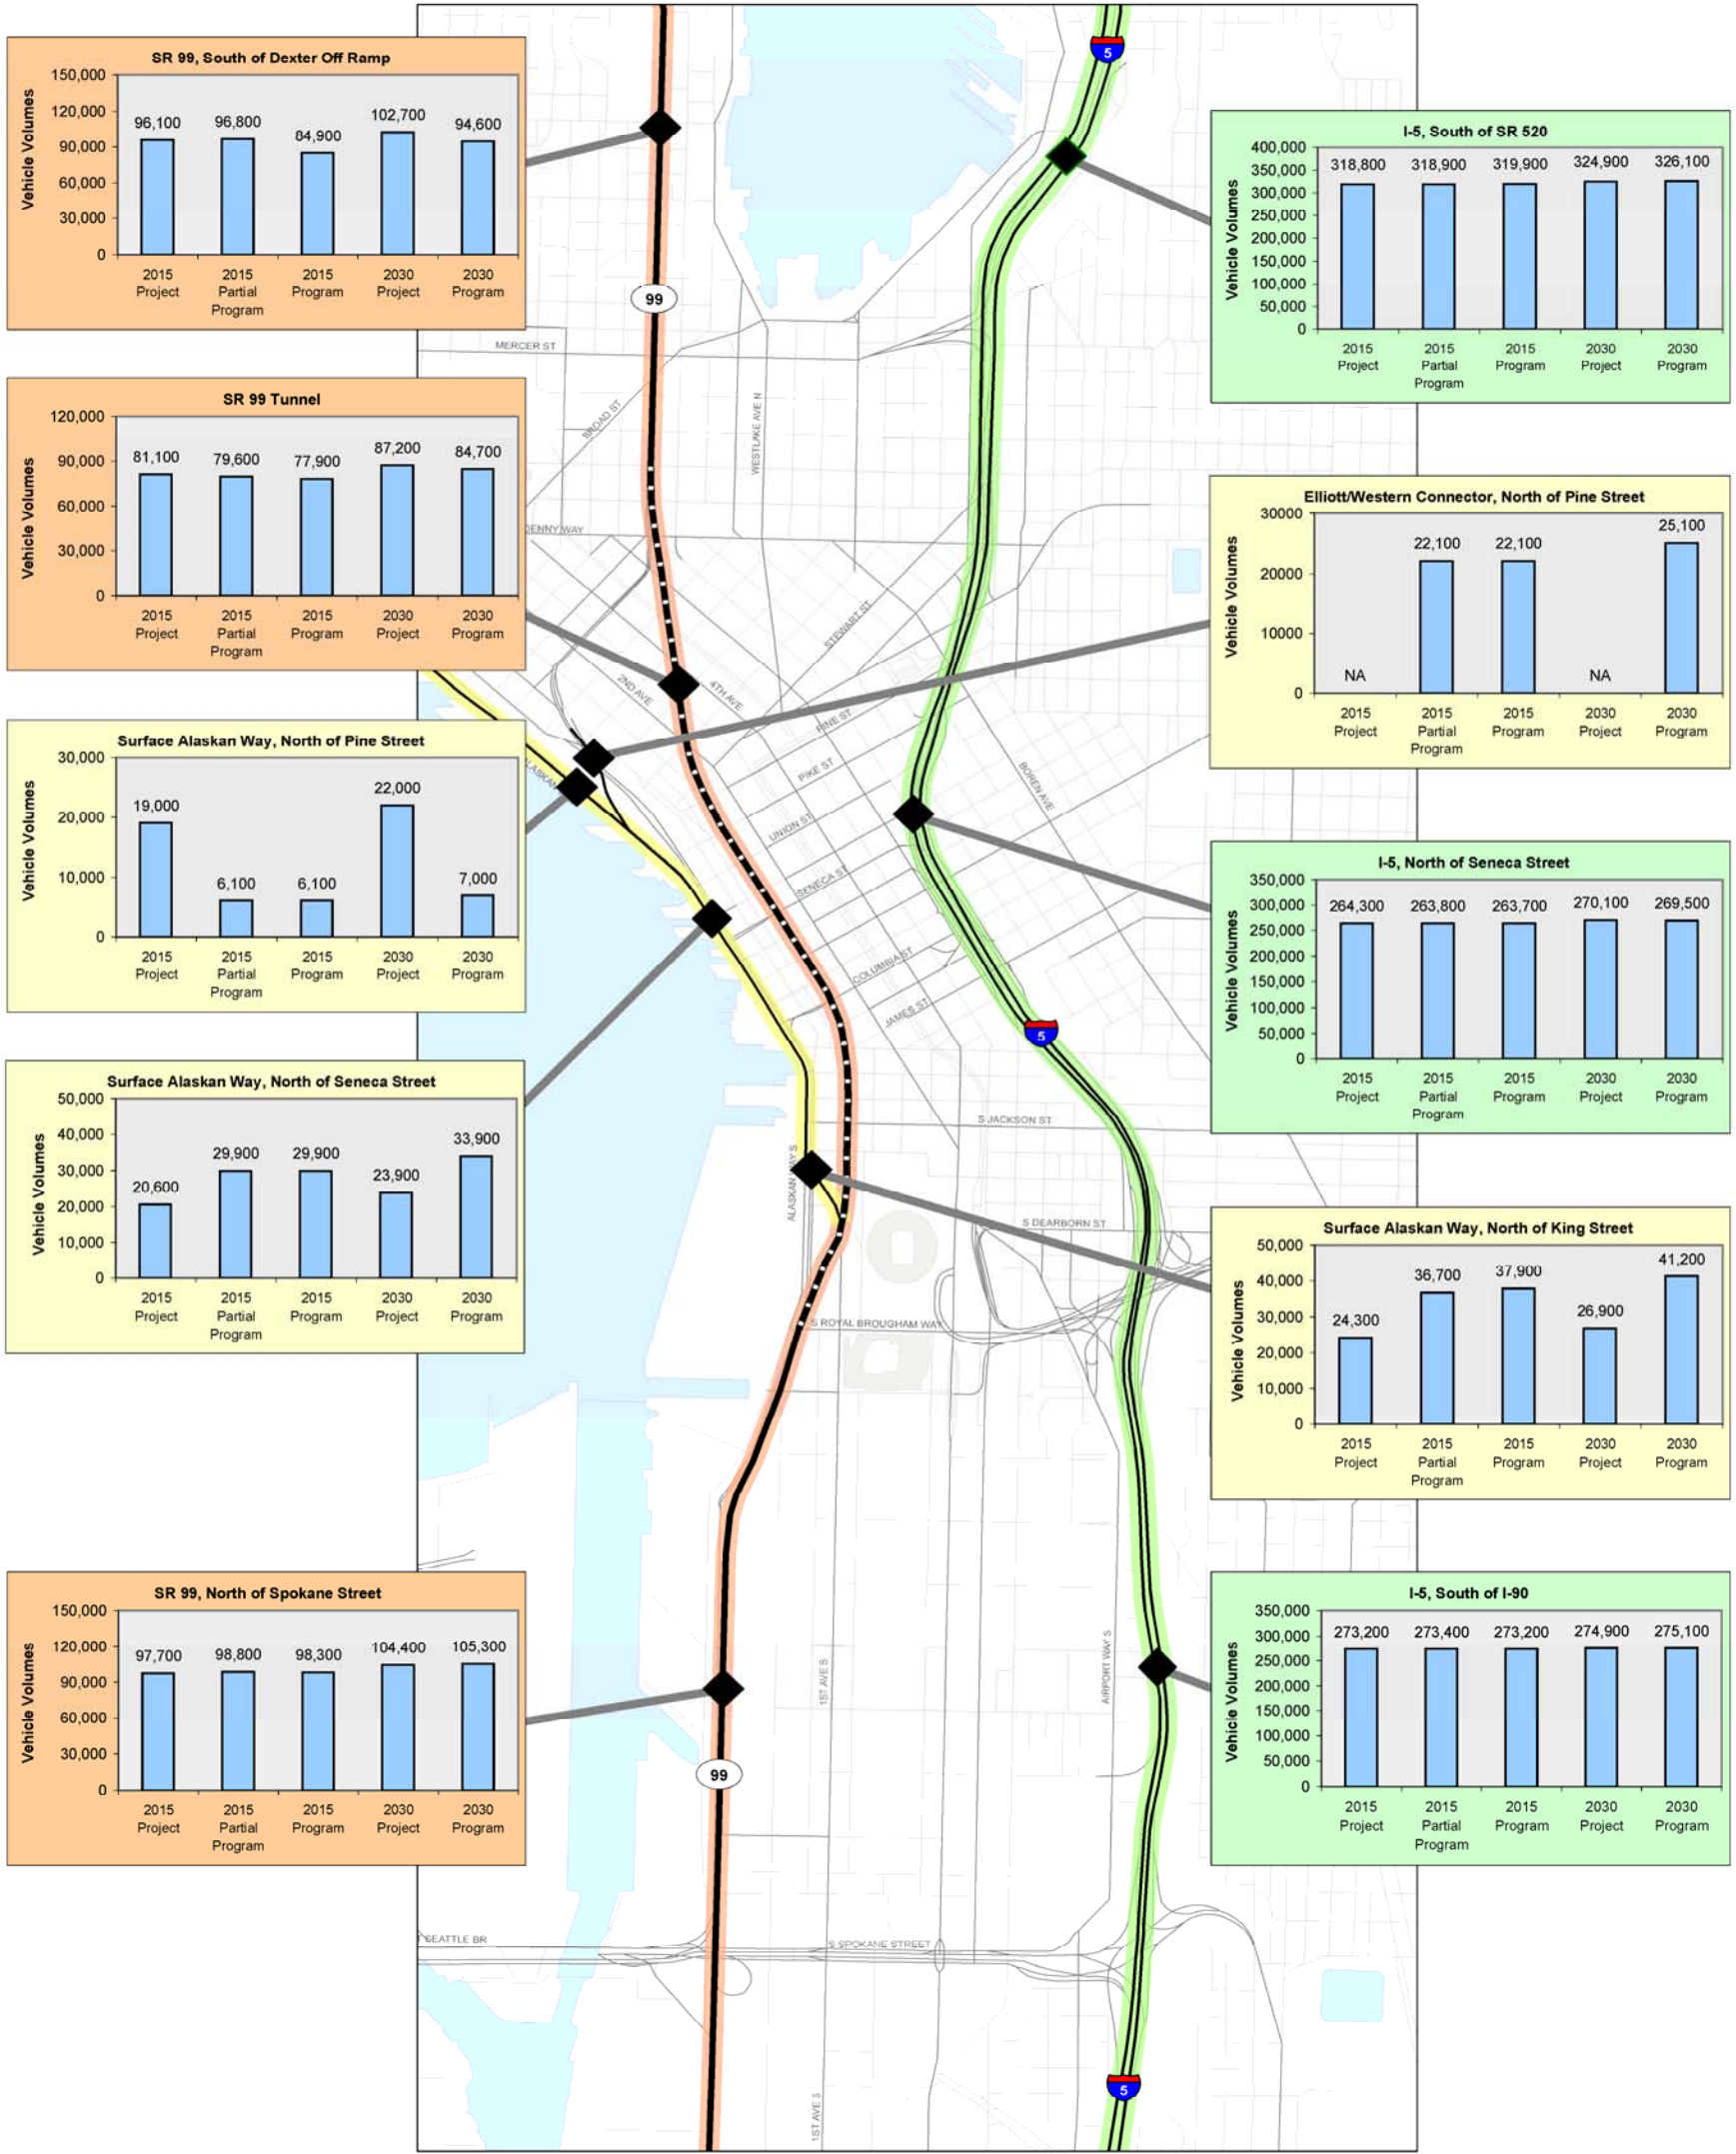 SR 99, South of Dexter Off Ramp
Vehicle Volumes
150,000
120,000
90,000
60,000
30,000
0
96,100
96,800
84,900
102,700
94,600
2015 Project
2015 Partial Program
2015 Program
2030 Project
2030 Program
SR 99 Tunnel
Vehicle Volumes
120,000
90,000
60,000
30,000
0
81,100
79,600
77,900
87,200
84,700
2015 Project
2015 Partial Program
2015 Program
2030 Project
2030 Program
Surface Alaskan Way, North of Pine Street
Vehicle Volumes
30,000
20,000
10,000
0
19,000
6,100
6,100
22,000
7,000
2015 Project
2015 Partial Program
2015 Program
2030 Project
2030 Program
Surface Alaskan Way, North of Seneca Street
Vehicle Volumes
50,000
40,000
30,000
20,000
10,000
0
20,600
29,900
29,900
23,900
33,900
2015 Project
2015 Partial Program
2015 Program
2030 Project
2030 Program
SR 99, North of Spokane Street
Vehicle Volumes
150,000
120,000
90,000
60,000
30,000
0
97,700
98,800
98,300
104,400
105,300
2015 Project
2015 Partial Program
2015 Program
2030 Project
2030 Program
5
99
MERCER ST
BROAD ST
WESTLAKE AVE N
DENNY WAY
STEWART ST
2ND AVE
4TH AVE
PINE ST
PIKE ST
BOREN AVE
UNION ST
SENECA ST
ALASKAN
COLUMBIA ST
JAMES ST
5
S JACKSON ST
ALASKAN WAY S
S DEARBORN ST
S ROYAL BROUGHAM WAY
1ST AVE S
AIRPORT WAY S
99
T SEATTLE BR
S SPOKANE STREET
5
1ST AVE S
I-5, South of SR 520
Vehicle Volumes
400,000
350,000
300,000
250,000
200,000
150,000
100,000
50,000
0
318,800
318,900
319,900
324,900
326,100
2015 Project
2015 Partial Program
2015 Program
2030 Project
2030 Program
Elliott/Western Connector, North of Pine Street
Vehicle Volumes
30000
20000
10000
0
NA
22,100
22,100
NA
25,100
2015 Project
2015 Partial Program
2015 Program
2030 Project
2030 Program
I-5, North of Seneca Street
Vehicle Volumes
350,000
300,000
250,000
200,000
150,000
100,000
50,000
0
264,300
263,800
263,700
270,100
269,500
2015 Project
2015 Partial Program
2015 Program
2030 Project
2030 Program
Surface Alaskan Way, North of King Street
Vehicle Volumes
50,000
40,000
30,000
20,000
10,000
0
24,300
36,700
37,900
26,900
41,200
2015 Project
2015 Partial Program
2015 Program
2030 Project
2030 Program
I-5, South of I-90
Vehicle Volumes
350,000
300,000
250,000
200,000
150,000
100,000
50,000
0
273,200
273,400
273,200
274,900
275,100
2015 Project
2015 Partial Program
2015 Program
2030 Project
2030 Program